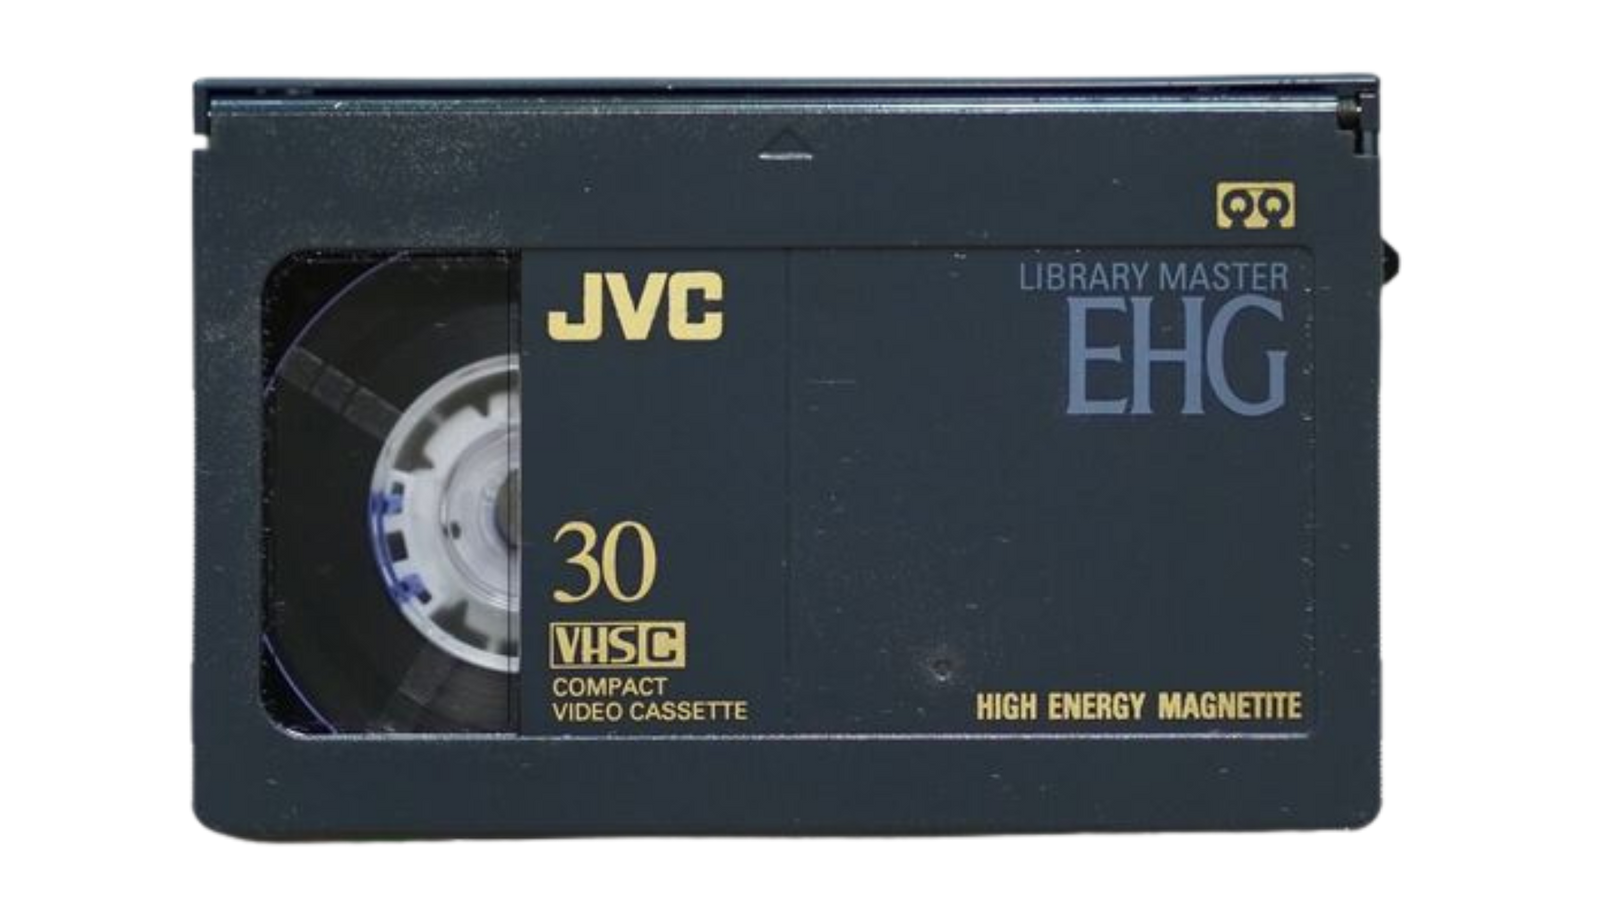 LIBRARY MASTER
JVC
EHG
30
VHS C
COMPACT
VIDEO CASSETTE
HIGH ENERGY MAGNETITE